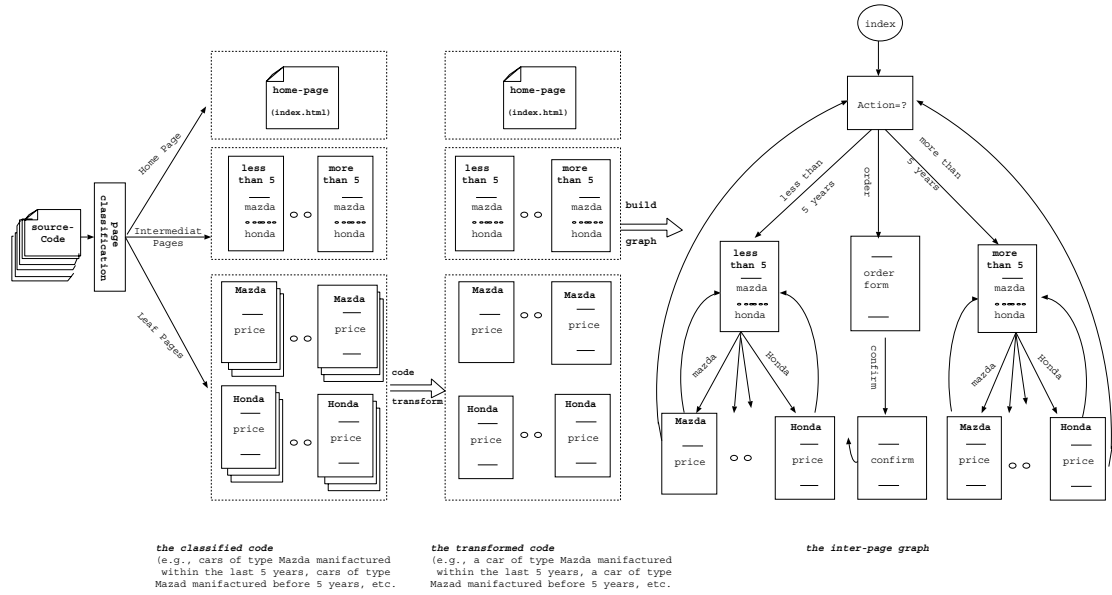 source-
Code
page
classification
Home Page
Intermediat
Pages
Leaf Pages
home-page
(index.html)
less
than 5
mazda
honda
more
than 5
mazda
honda
Mazda
price
Mazda
price
Honda
price
Honda
price
code
transform
home-page
(index.html)
less
than 5
mazda
honda
more
than 5
mazda
honda
Mazda
price
Mazda
price
Honda
price
Honda
price
build
graph
index
Action=?
less than
5 years
order
more than
5 years
less
than 5
mazda
honda
order
form
more
than 5
mazda
honda
mazda
Honda
confirm
mazda
Honda
Mazda
price
Honda
price
confirm
Mazda
price
Honda
price
the classified code
(e.g., cars of type Mazda manifactured
within the last 5 years, cars of type
Mazad manifactured before 5 years, etc.
the transformed code
(e.g., a car of type Mazda manifactured
within the last 5 years, a car of type
Mazad manifactured before 5 years, etc.
the inter-page graph